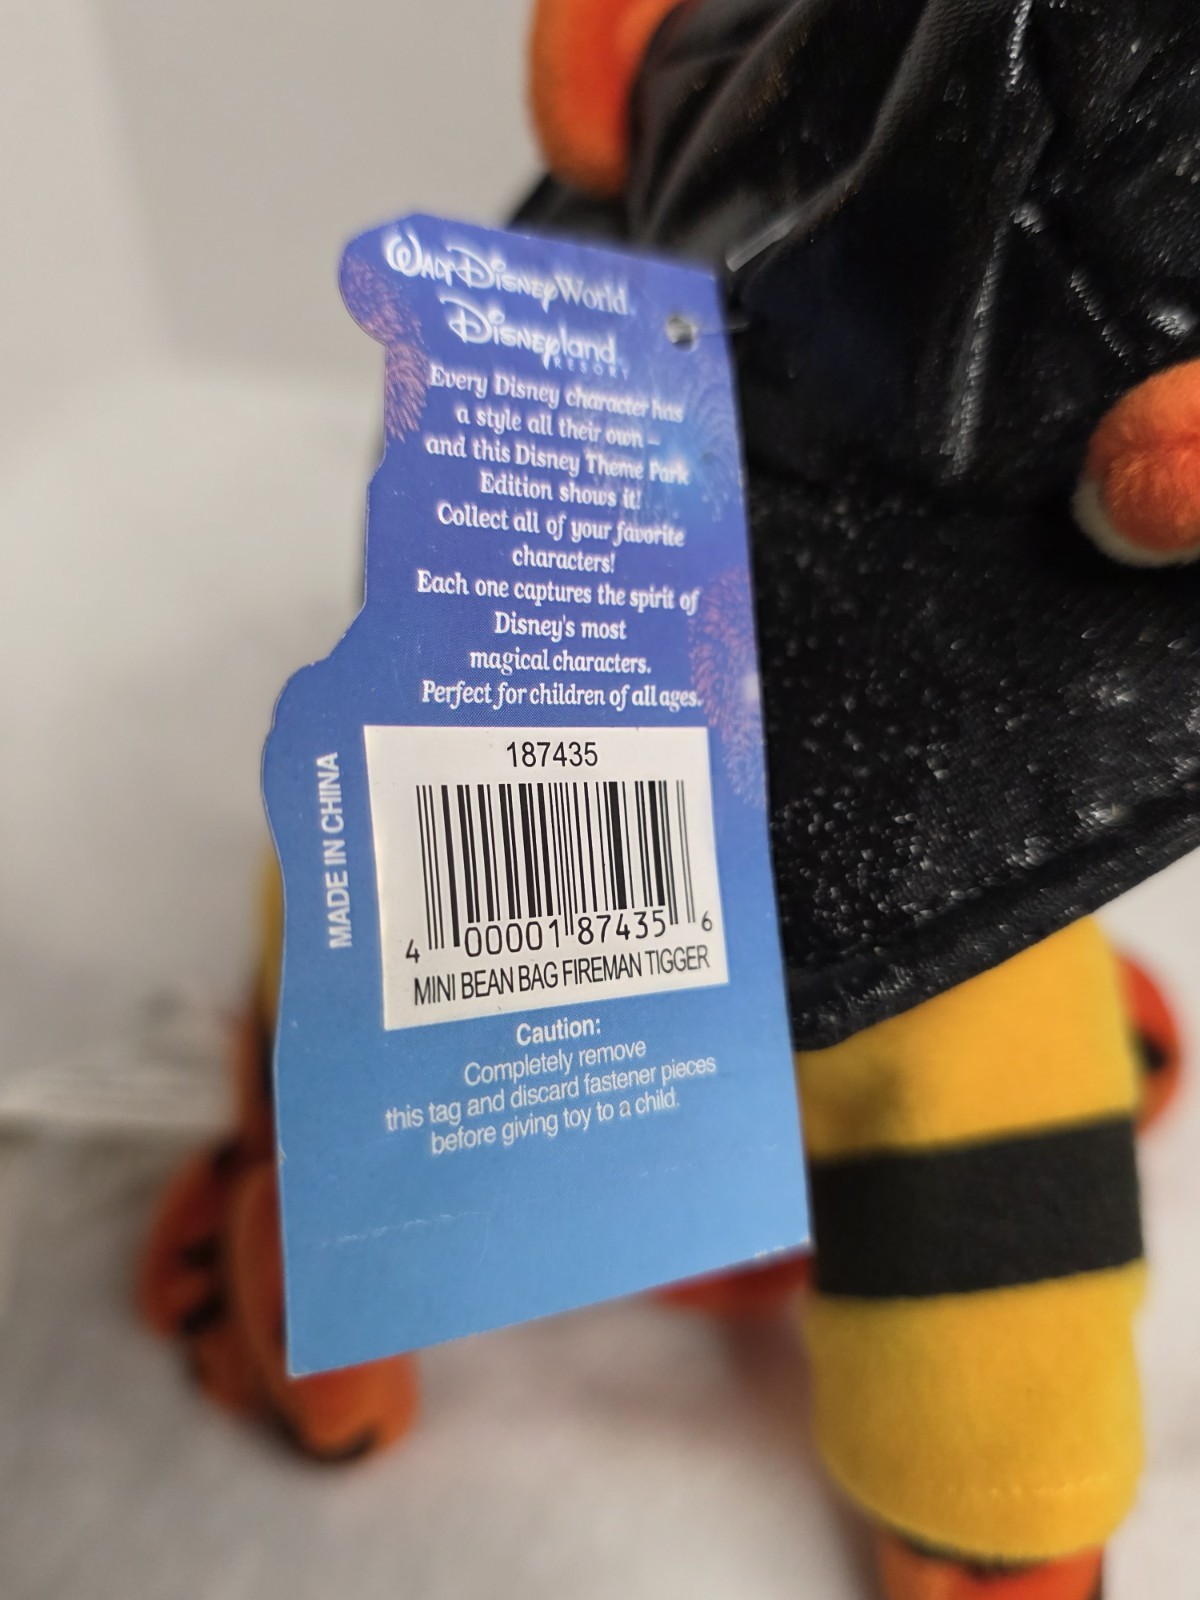 Walt Disney World
Disneyland
RESORT
Every Disney character has
a style all their own –
and this Disney Theme Park
Edition shows it!
Collect all of your favorite
characters!
Each one captures the spirit of
Disney's most
magical characters.
Perfect for children of all ages.
MADE IN CHINA
187435
4 00001 87435 6
MINI BEAN BAG FIREMAN TIGGER
Caution:
Completely remove
this tag and discard fastener pieces
before giving toy to a child.